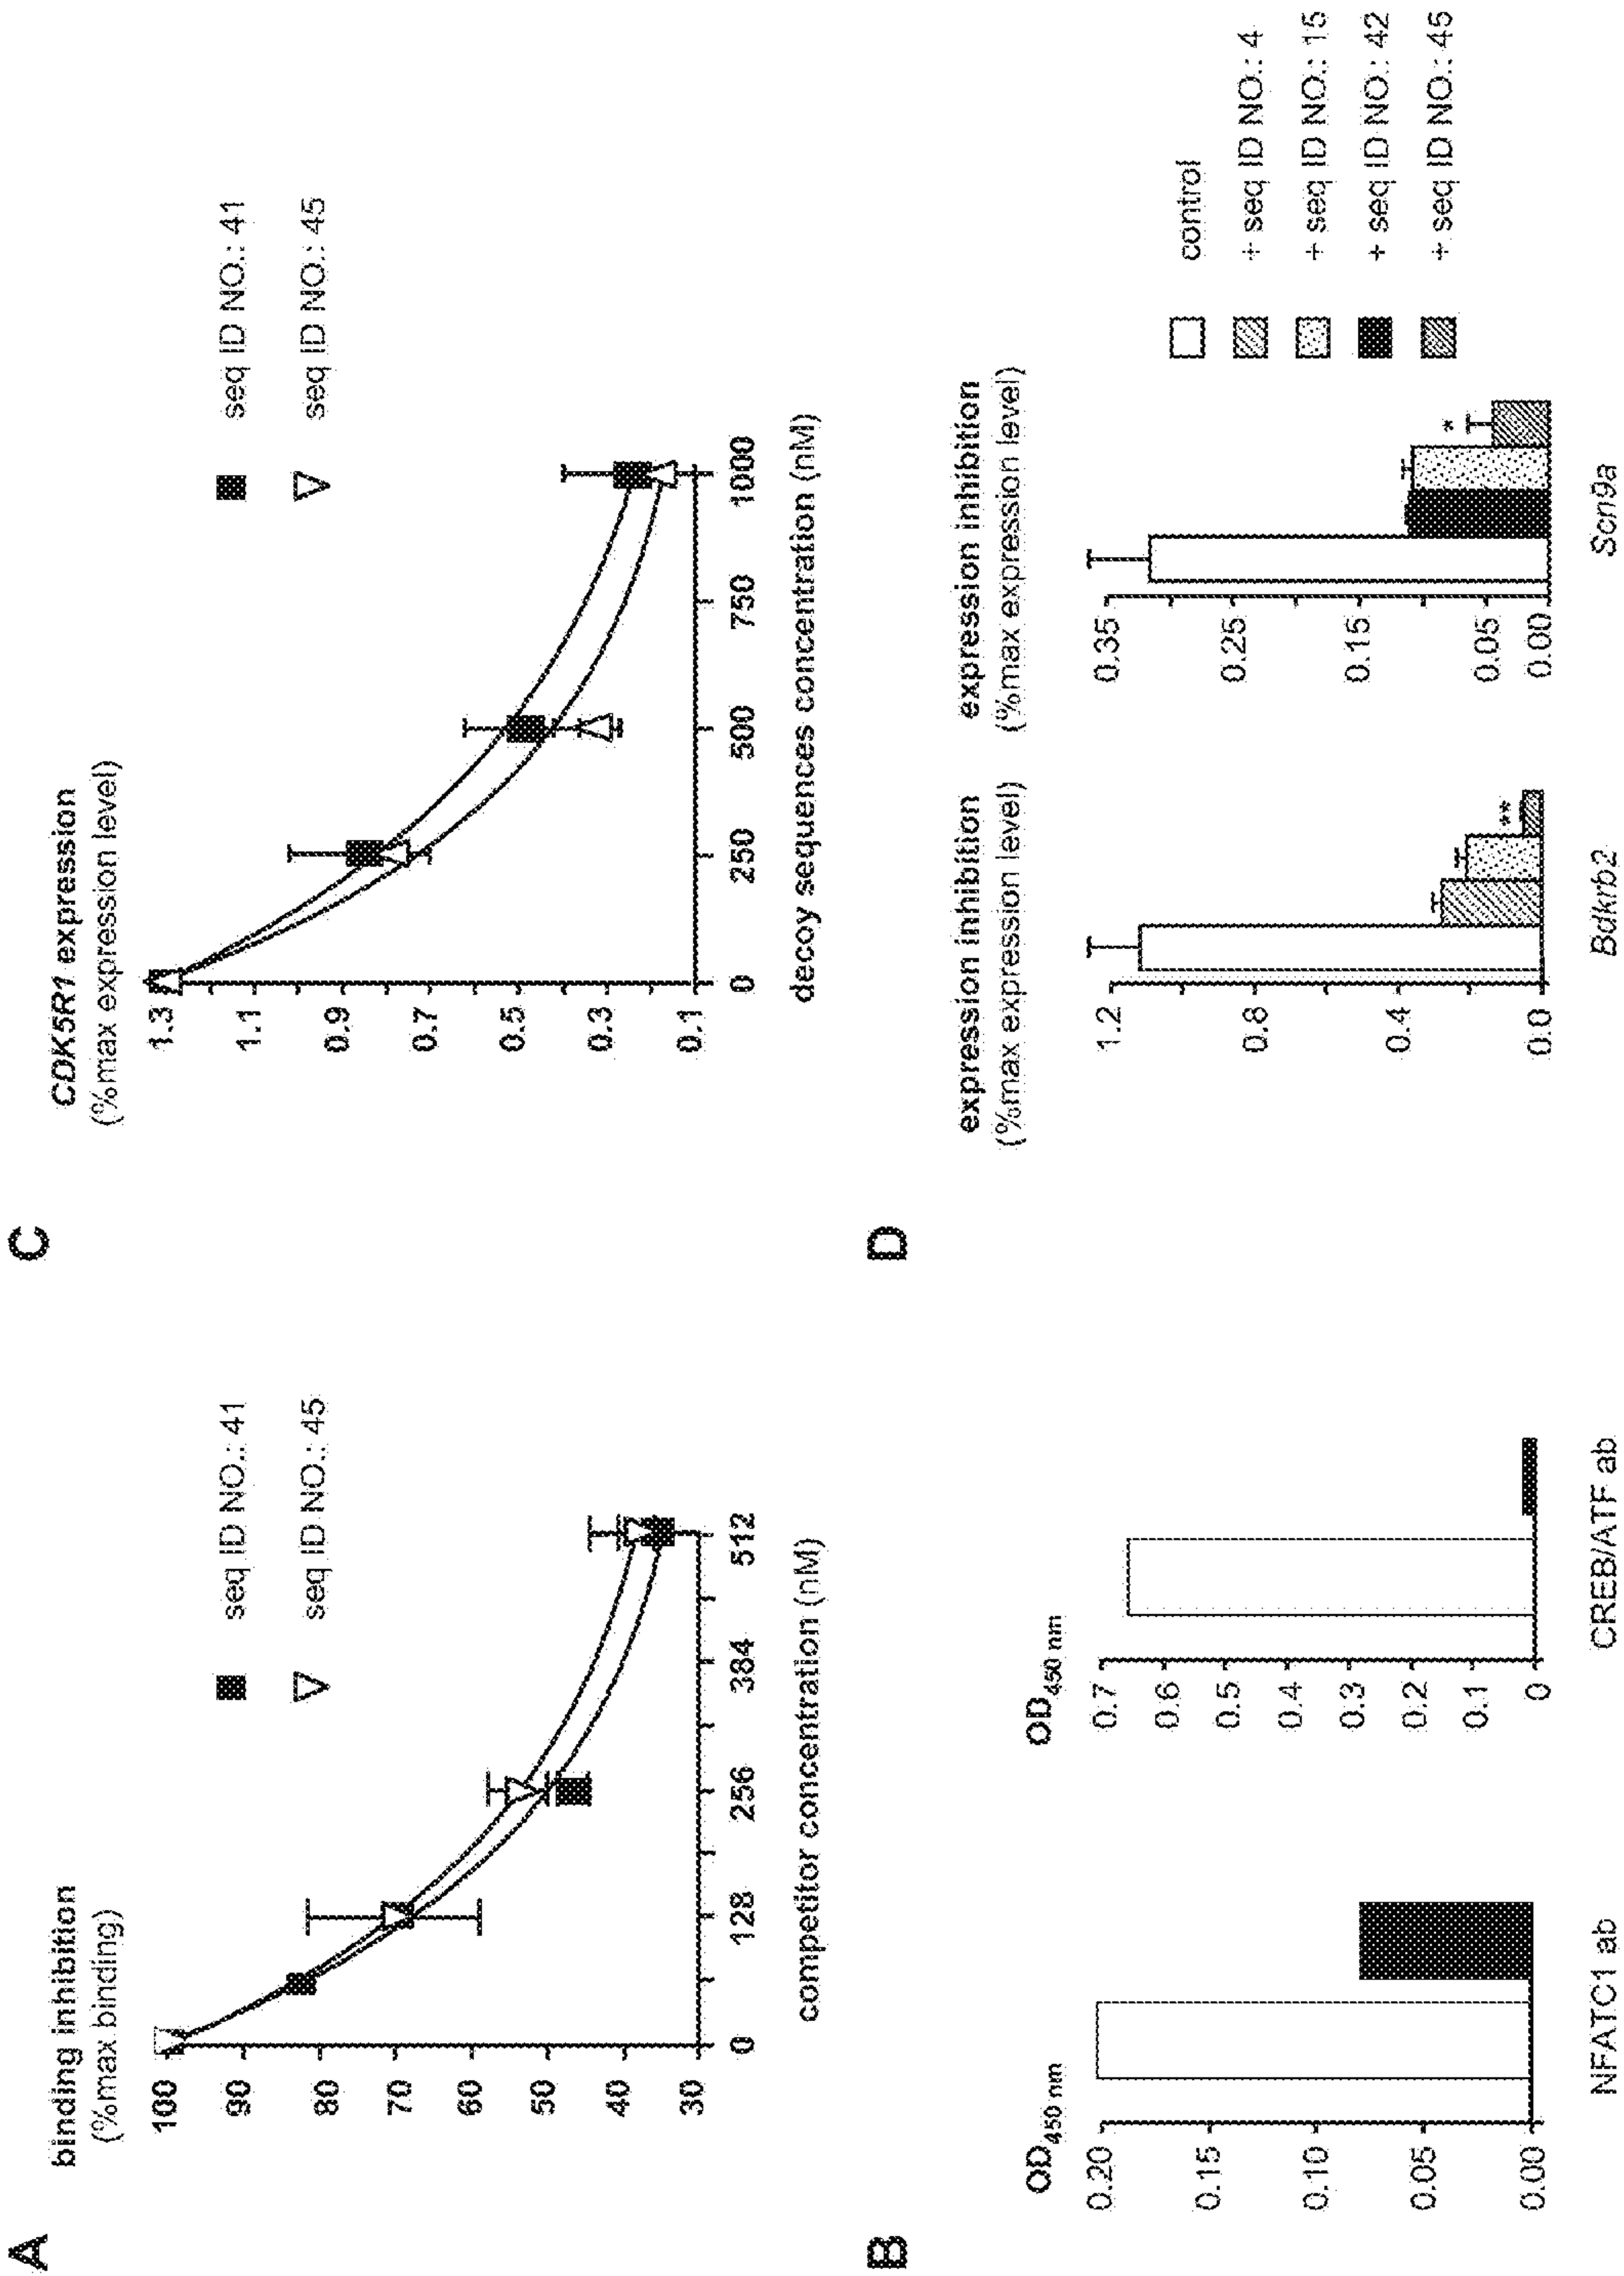 A
binding inhibition
(%max binding)
100
90
80
70
60
50
40
30
0
128
256
384
512
competitor concentration (nM)
seq ID NO.: 41
seq ID NO.: 45
B
OD450 nm
0.20
0.15
0.10
0.05
0.00
NFATC1 ab
OD450 nm
0.7
0.6
0.5
0.4
0.3
0.2
0.1
0
CREB/ATF ab
C
CDK5R1 expression
(%max expression level)
1.3
1.1
0.9
0.7
0.5
0.3
0.1
0
250
500
750
1000
decoy sequences concentration (nM)
seq ID NO.: 41
seq ID NO.: 45
D
expression inhibition
(%max expression level)
1.2
0.8
0.4
0.0
**
Bdkrb2
expression inhibition
(%max expression level)
0.35
0.25
0.15
0.05
0.00
*
Scn9a
control
+ seq ID NO.: 4
+ seq ID NO.: 15
+ seq ID NO.: 42
+ seq ID NO.: 45